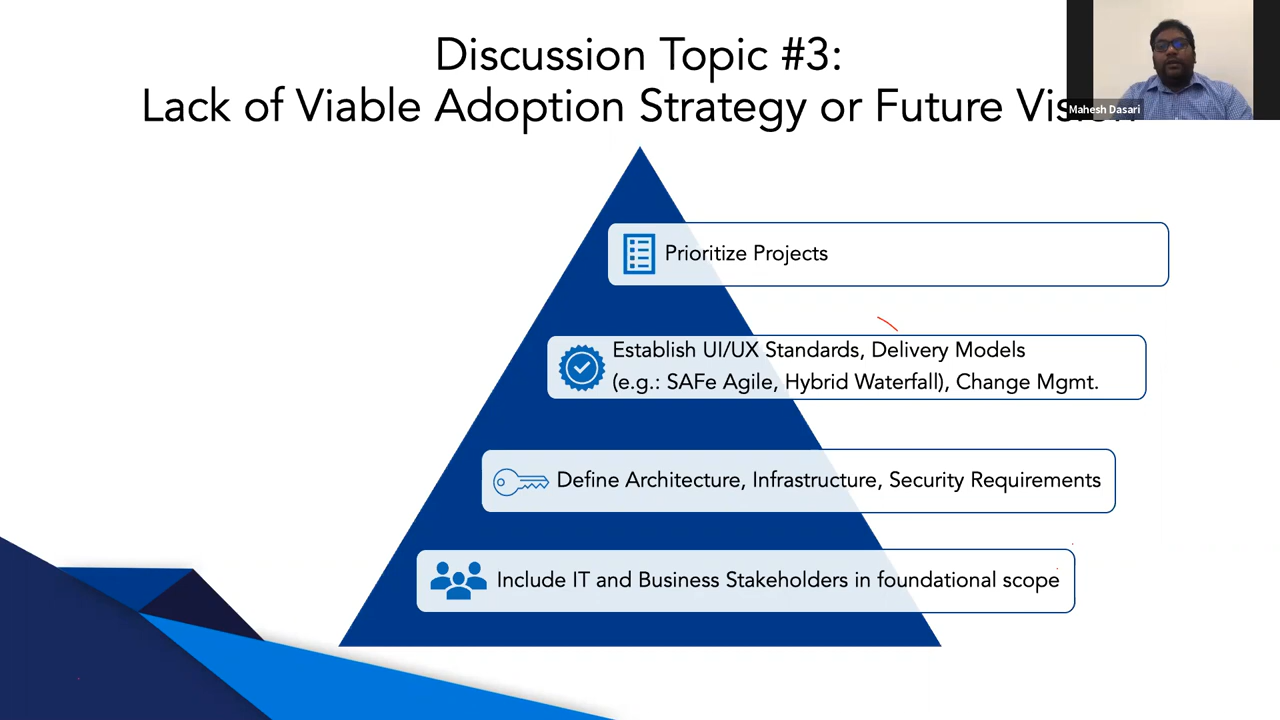 Discussion Topic #3:
Lack of Viable Adoption Strategy or Future Vision
Mahesh Dasari
Prioritize Projects
Establish UI/UX Standards, Delivery Models
(e.g.: SAFe Agile, Hybrid Waterfall), Change Mgmt.
Define Architecture, Infrastructure, Security Requirements
Include IT and Business Stakeholders in foundational scope